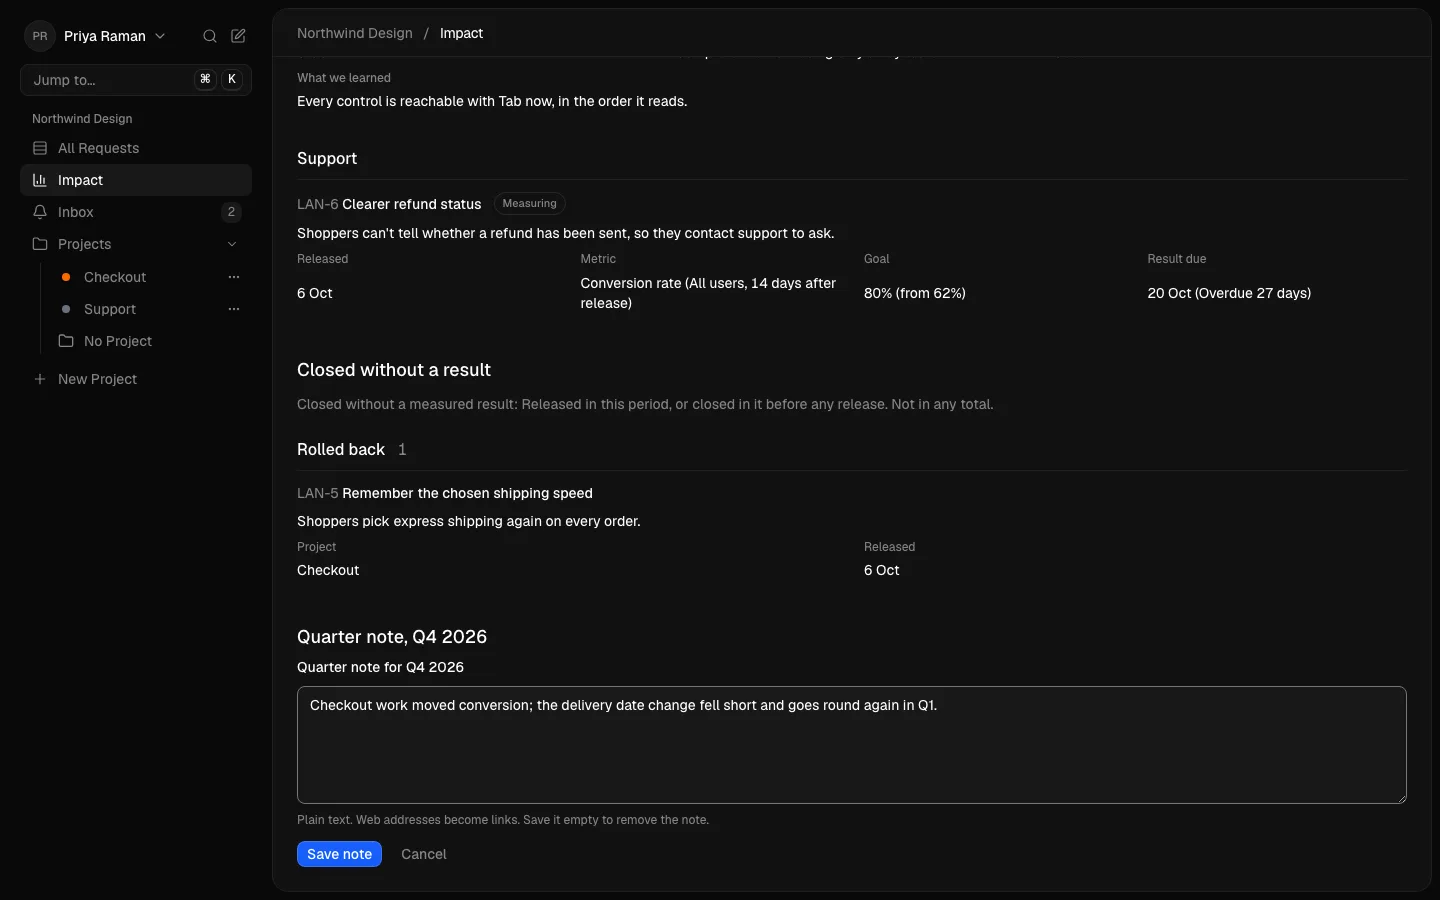 PR Priya Raman
Jump to… ⌘ K
Northwind Design
All Requests
Impact
Inbox 2
Projects
Checkout
Support
No Project
New Project
Northwind Design / Impact
What we learned
Every control is reachable with Tab now, in the order it reads.
Support
LAN-6 Clearer refund status Measuring
Shoppers can't tell whether a refund has been sent, so they contact support to ask.
Released Metric Goal Result due
6 Oct Conversion rate (All users, 14 days after release) 80% (from 62%) 20 Oct (Overdue 27 days)
Closed without a result
Closed without a measured result: Released in this period, or closed in it before any release. Not in any total.
Rolled back 1
LAN-5 Remember the chosen shipping speed
Shoppers pick express shipping again on every order.
Project Released
Checkout 6 Oct
Quarter note, Q4 2026
Quarter note for Q4 2026
Checkout work moved conversion; the delivery date change fell short and goes round again in Q1.
Plain text. Web addresses become links. Save it empty to remove the note.
Save note Cancel